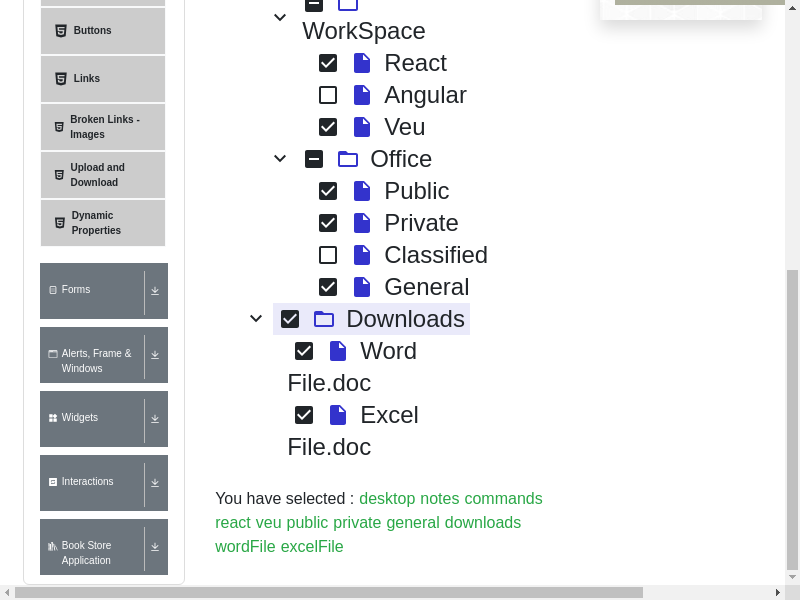 Buttons
Links
Broken Links -
Images
Upload and
Download
Dynamic
Properties
Forms
Alerts, Frame &
Windows
Widgets
Interactions
Book Store
Application
WorkSpace
React
Angular
Veu
Office
Public
Private
Classified
General
Downloads
Word
File.doc
Excel
File.doc
You have selected : desktop notes commands
react veu public private general downloads
wordFile excelFile